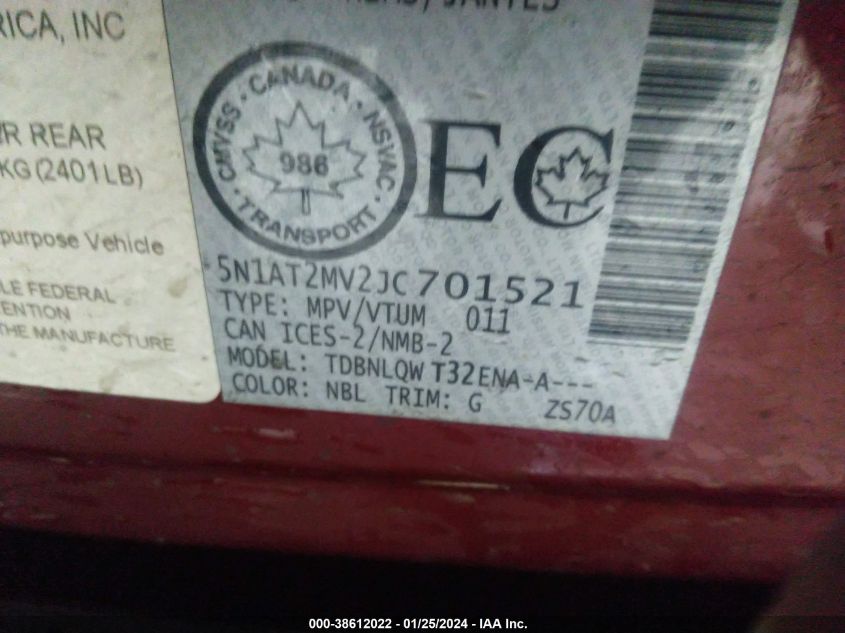 RICA, INC
REAR
KG (2401LB)
purpose Vehicle
LE FEDERAL
ENTION
THE MANUFACTURE
CANADA · NSVAC · TRANSPORT · CMVSS ·
986
EC
5N1AT2MV2JC701521
TYPE: MPV/VTUM 011
CAN ICES-2/NMB-2
MODEL: TDBNLQW T32ENA-A---
COLOR: NBL TRIM: G ZS70A
000-38612022 - 01/25/2024 - IAA Inc.